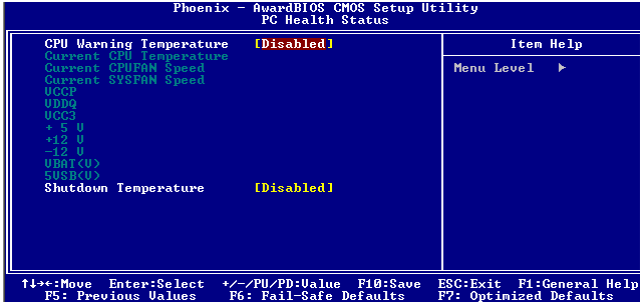 Phoenix - AwardBIOS CMOS Setup Utility
PC Health Status
CPU Warning Temperature [Disabled]
Item Help
Current CPU Temperature
Current CPUFAN Speed
Menu Level ▶
Current SYSFAN Speed
VCCP
VDDQ
VCC3
+ 5 V
+12 V
-12 V
VBAT(V)
5VSB(V)
Shutdown Temperature [Disabled]
↑↓→←:Move Enter:Select +/-/PU/PD:Value F10:Save ESC:Exit F1:General Help
F5: Previous Values F6: Fail-Safe Defaults F7: Optimized Defaults